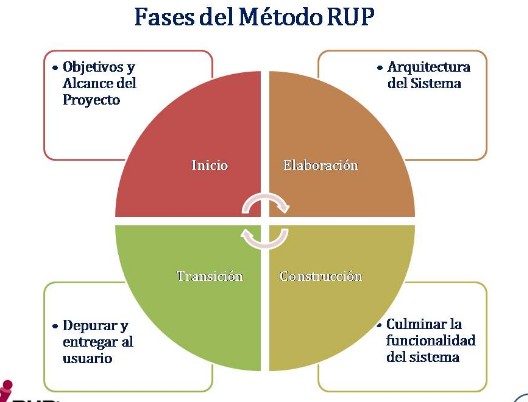 Fases del Método RUP
• Objetivos y
Alcance del
Proyecto
• Arquitectura
del Sistema
Inicio
Elaboración
Transición
Construcción
• Depurar y
entregar al
usuario
• Culminar la
funcionalidad
del sistema